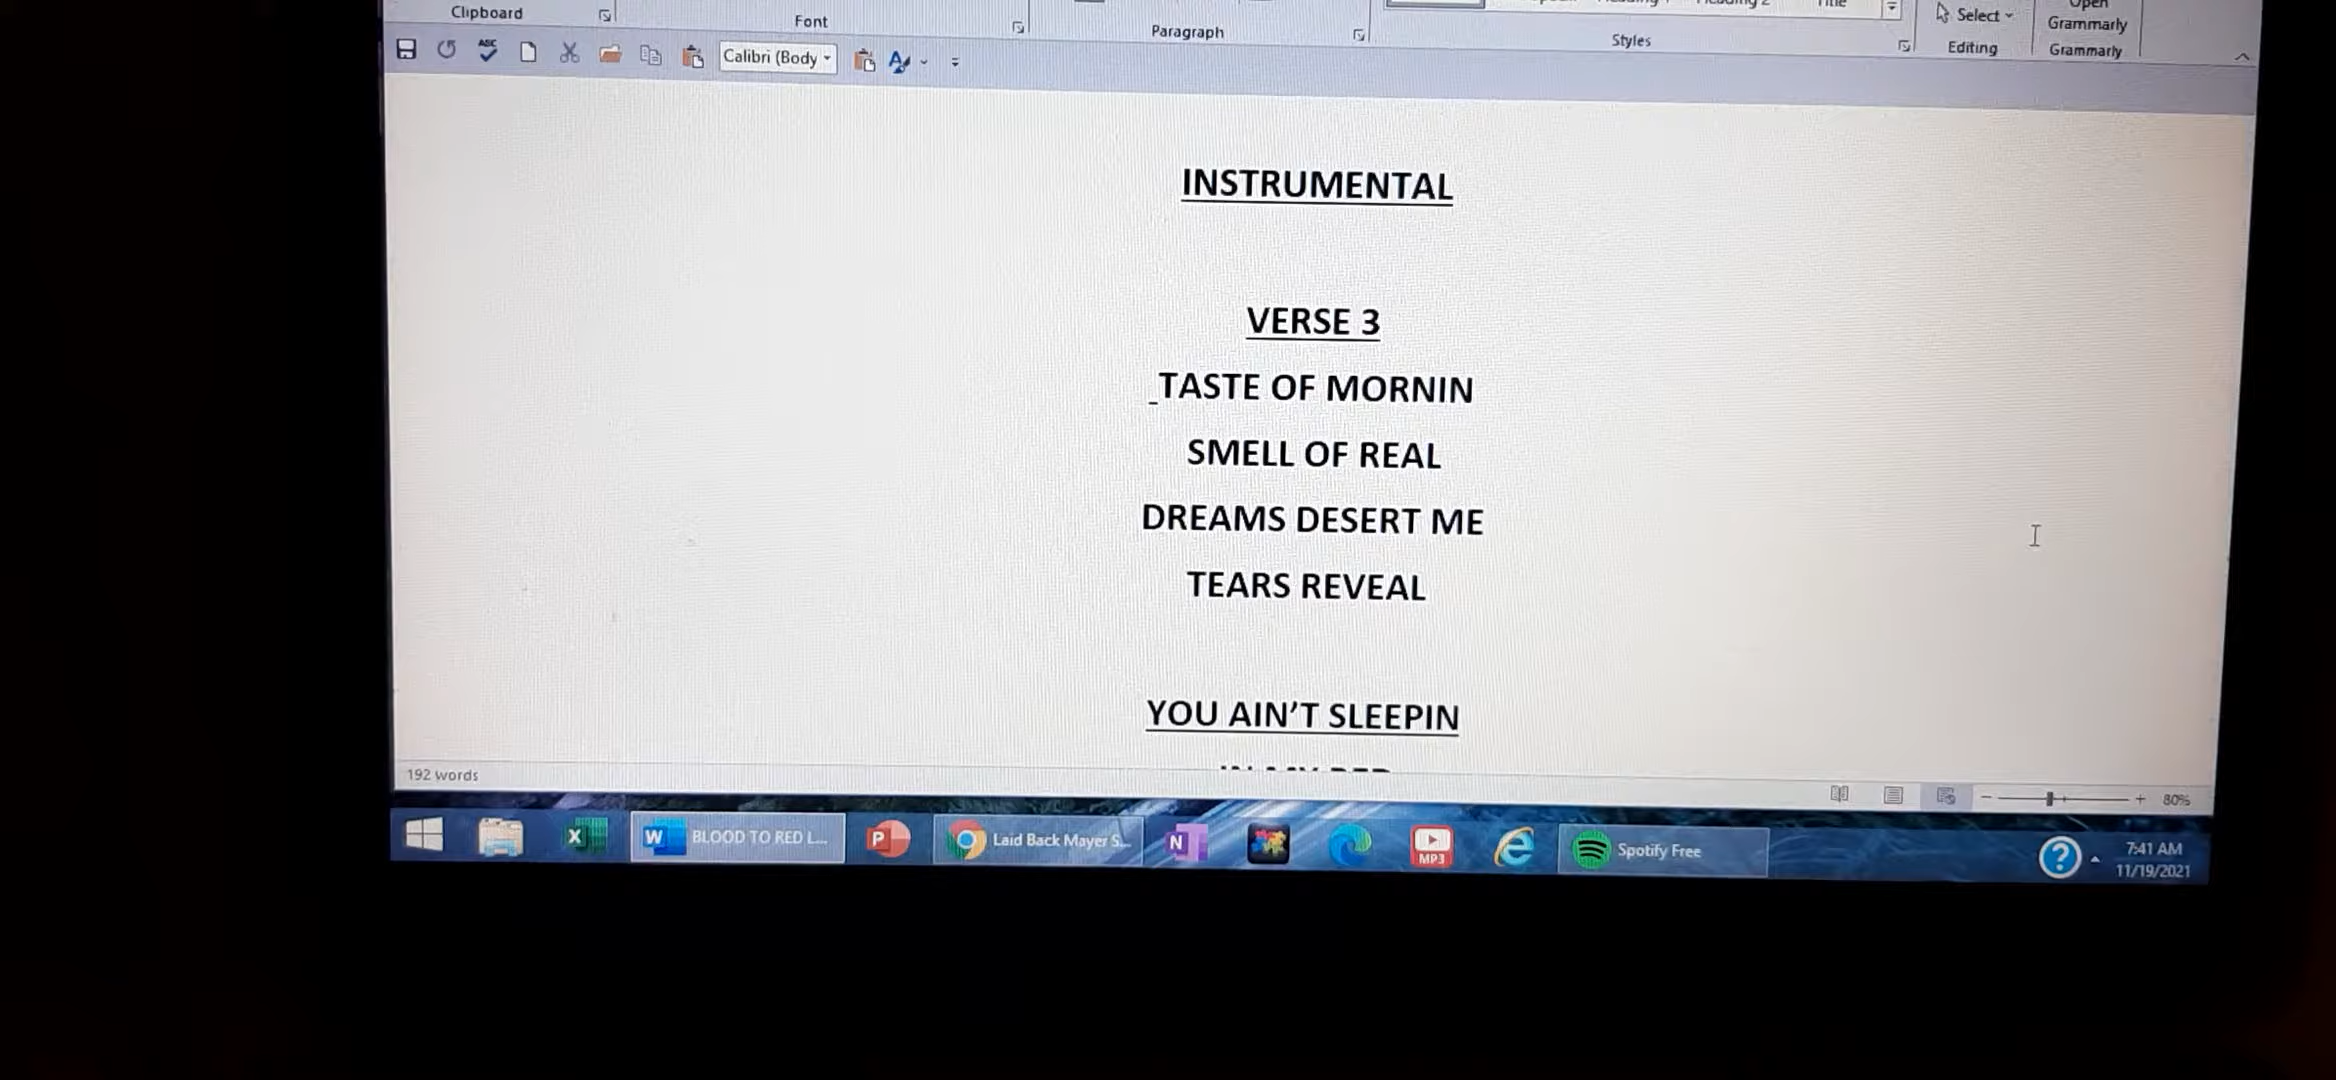 Clipboard
Font
Paragraph
Styles
Select
Editing
Open
Grammarly
Grammarly
ABC
Calibri (Body
INSTRUMENTAL
VERSE 3
_TASTE OF MORNIN
SMELL OF REAL
DREAMS DESERT ME
TEARS REVEAL
YOU AIN'T SLEEPIN
192 words
80%
BLOOD TO RED L...
Laid Back Mayer S...
MP3
Spotify Free
7:41 AM
11/19/2021